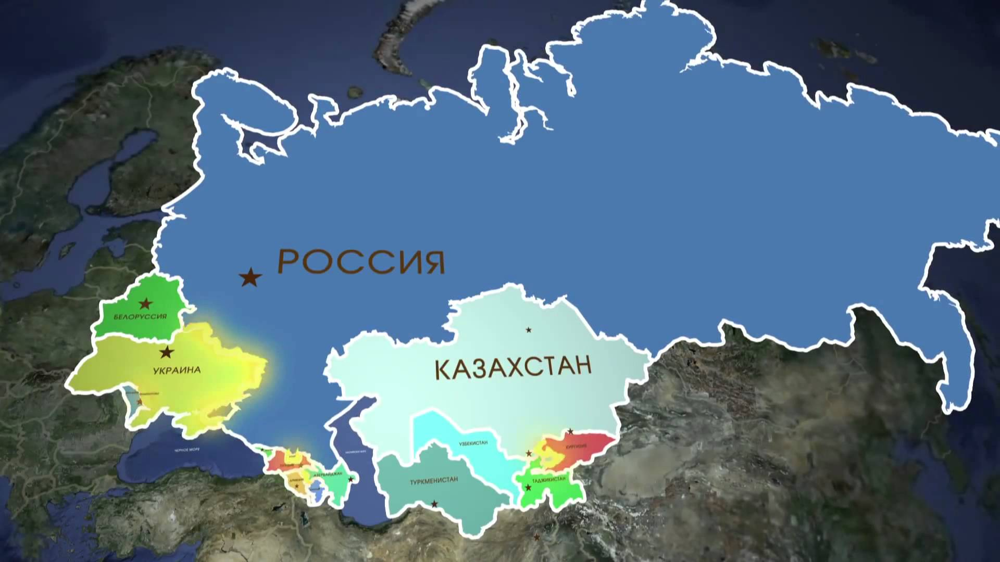 РОССИЯ
БЕЛОРУССИЯ
УКРАИНА
КАЗАХСТАН
ЧЕРНОЕ МОРЕ
УЗБЕКИСТАН
КИРГИЗИЯ
АЗЕРБАЙДЖАН
ТУРКМЕНИСТАН
ТАДЖИКИСТАН